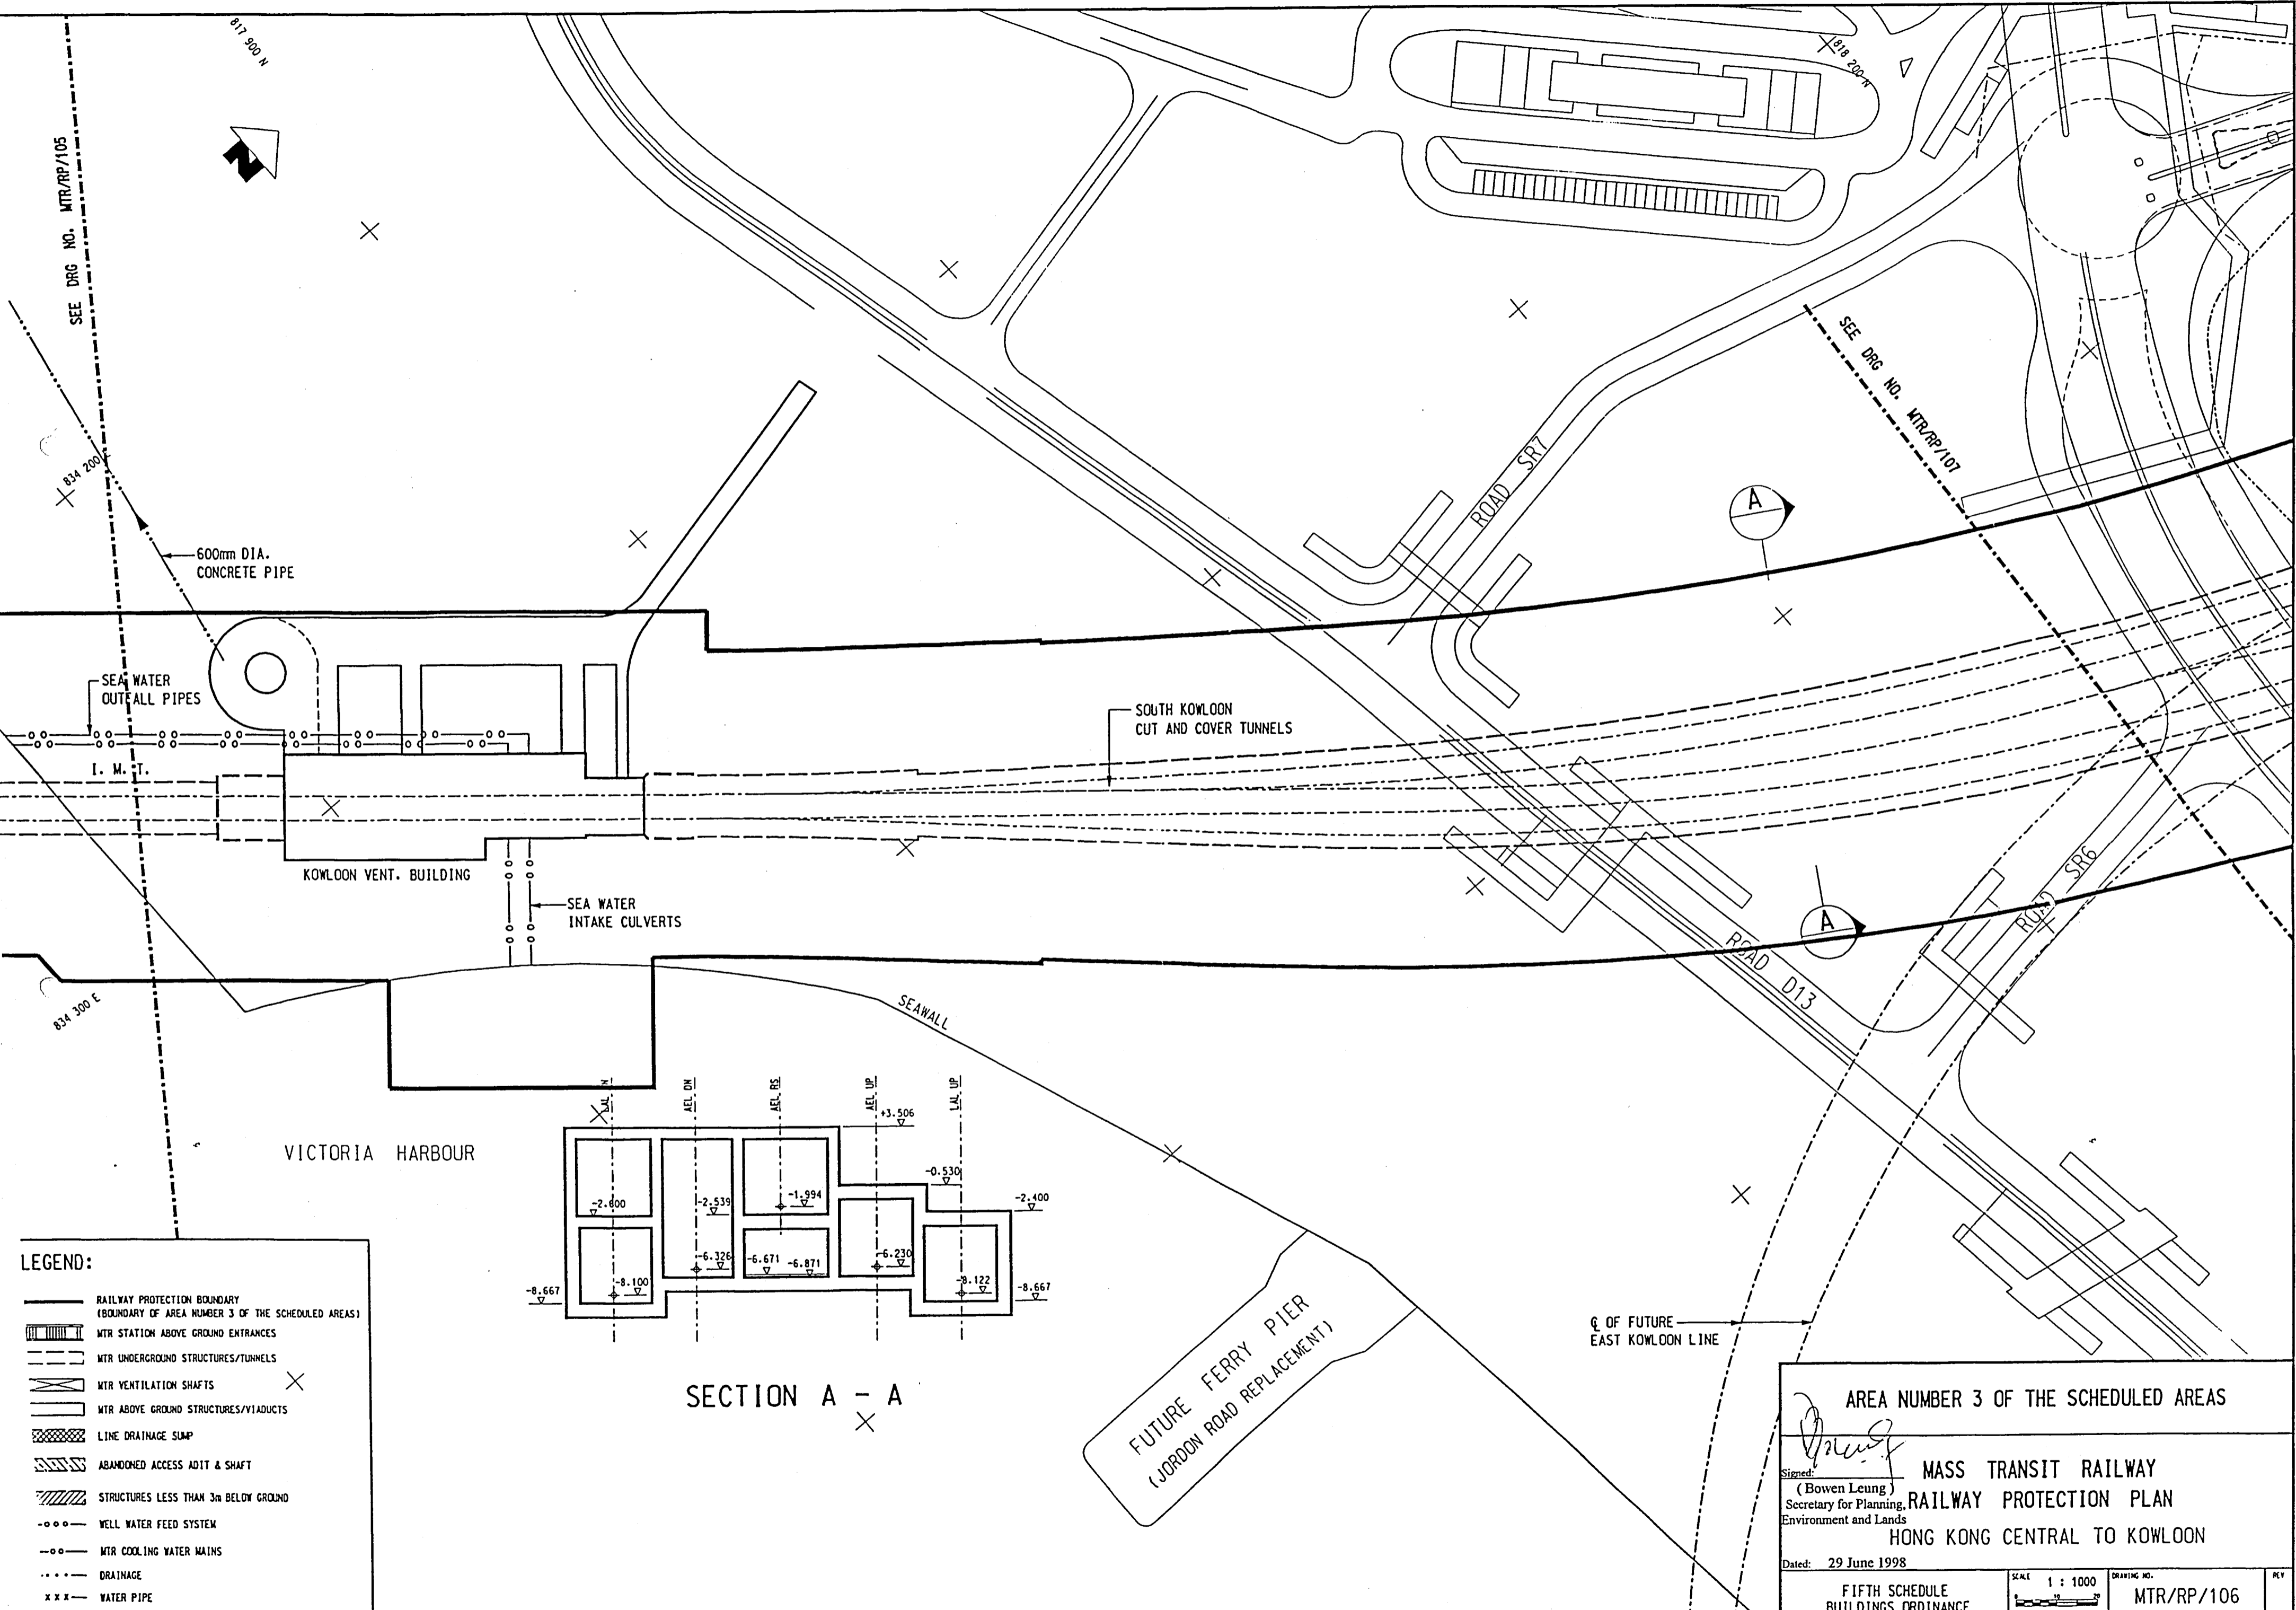 817 900 N
818 200 N
SEE DRG NO. MTR/RP/105
N
SEE DRG NO. MTR/RP/107
ROAD SR7
A
834 200
600mm DIA.
CONCRETE PIPE
SEA WATER
OUTFALL PIPES
I. M. T.
SOUTH KOWLOON
CUT AND COVER TUNNELS
KOWLOON VENT. BUILDING
SEA WATER
INTAKE CULVERTS
A
ROAD SR6
ROAD D13
834 300 E
SEAWALL
VICTORIA HARBOUR
LAL DN
AEL DN
AEL RS
AEL UP
LAL UP
+3.506
-0.530
-2.400
-2.600
-2.539
-1.994
-6.326
-6.671
-6.871
-6.230
-8.100
-8.122
-8.667
-8.667
SECTION A - A
FUTURE FERRY PIER
(JORDON ROAD REPLACEMENT)
℄ OF FUTURE
EAST KOWLOON LINE
LEGEND:
RAILWAY PROTECTION BOUNDARY
(BOUNDARY OF AREA NUMBER 3 OF THE SCHEDULED AREAS)
MTR STATION ABOVE GROUND ENTRANCES
MTR UNDERGROUND STRUCTURES/TUNNELS
MTR VENTILATION SHAFTS
MTR ABOVE GROUND STRUCTURES/VIADUCTS
LINE DRAINAGE SUMP
ABANDONED ACCESS ADIT & SHAFT
STRUCTURES LESS THAN 3m BELOW GROUND
WELL WATER FEED SYSTEM
MTR COOLING WATER MAINS
DRAINAGE
WATER PIPE
AREA NUMBER 3 OF THE SCHEDULED AREAS
Signed:
(Bowen Leung)
Secretary for Planning,
Environment and Lands
MASS TRANSIT RAILWAY
RAILWAY PROTECTION PLAN
HONG KONG CENTRAL TO KOWLOON
Dated: 29 June 1998
FIFTH SCHEDULE
BUILDINGS ORDINANCE
SCALE 1 : 1000
0 10 20
DRAWING NO.
MTR/RP/106
REV